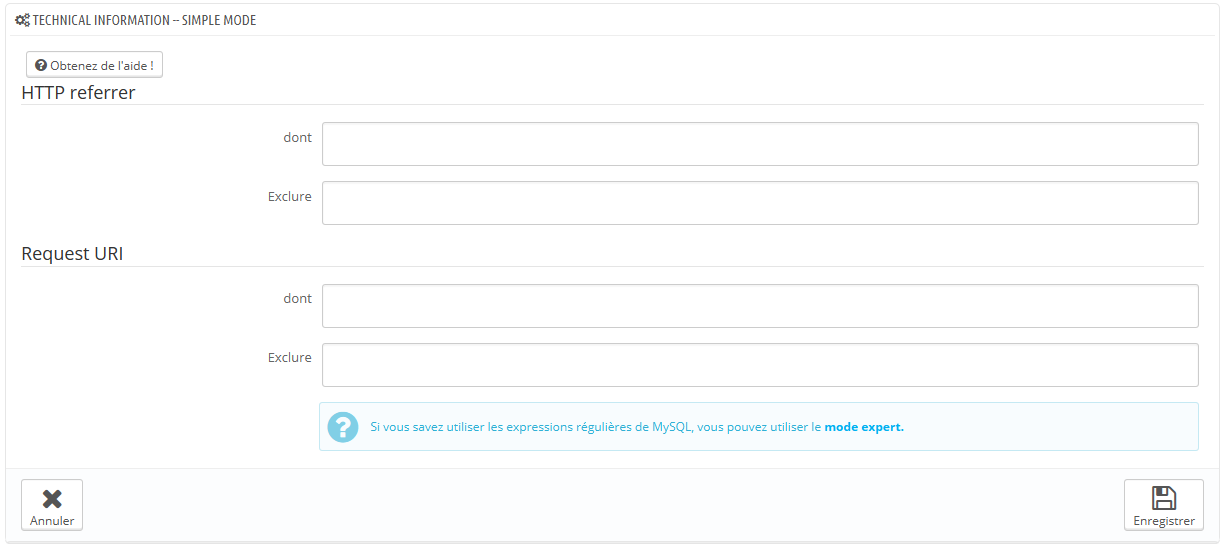 TECHNICAL INFORMATION -- SIMPLE MODE
Obtenez de l'aide !
HTTP referrer
dont
Exclure
Request URI
dont
Exclure
Si vous savez utiliser les expressions régulières de MySQL, vous pouvez utiliser le mode expert.
Annuler
Enregistrer